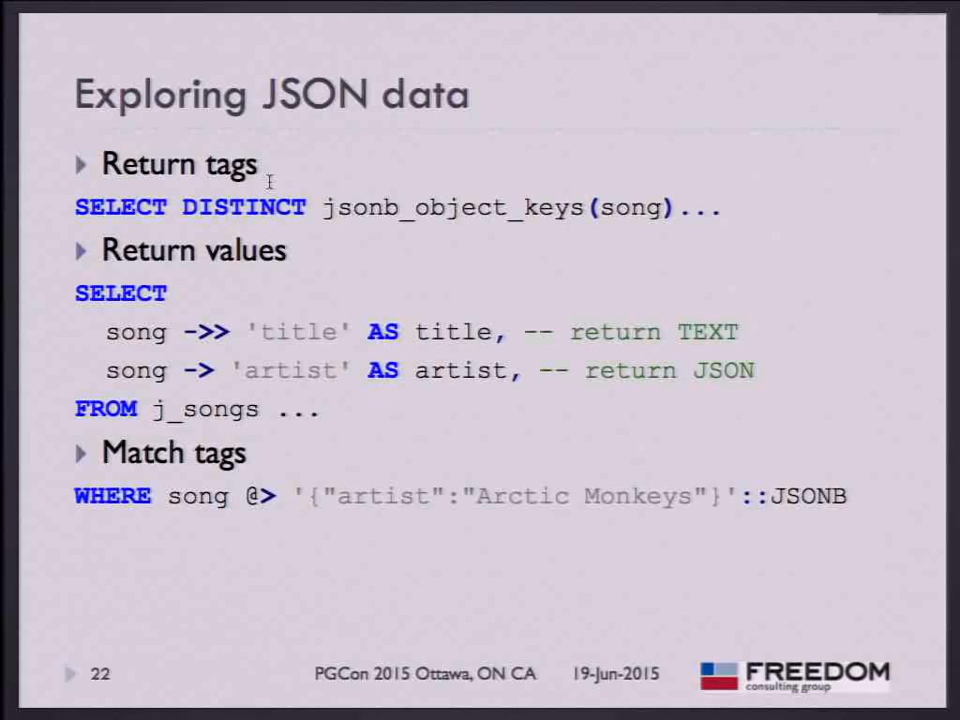 Exploring JSON data
Return tags
SELECT DISTINCT jsonb_object_keys(song)...
Return values
SELECT
song ->> 'title' AS title, -- return TEXT
song -> 'artist' AS artist, -- return JSON
FROM j_songs ...
Match tags
WHERE song @> '{"artist":"Arctic Monkeys"}'::JSONB
22 PGCon 2015 Ottawa, ON CA 19-Jun-2015 FREEDOM
consulting group